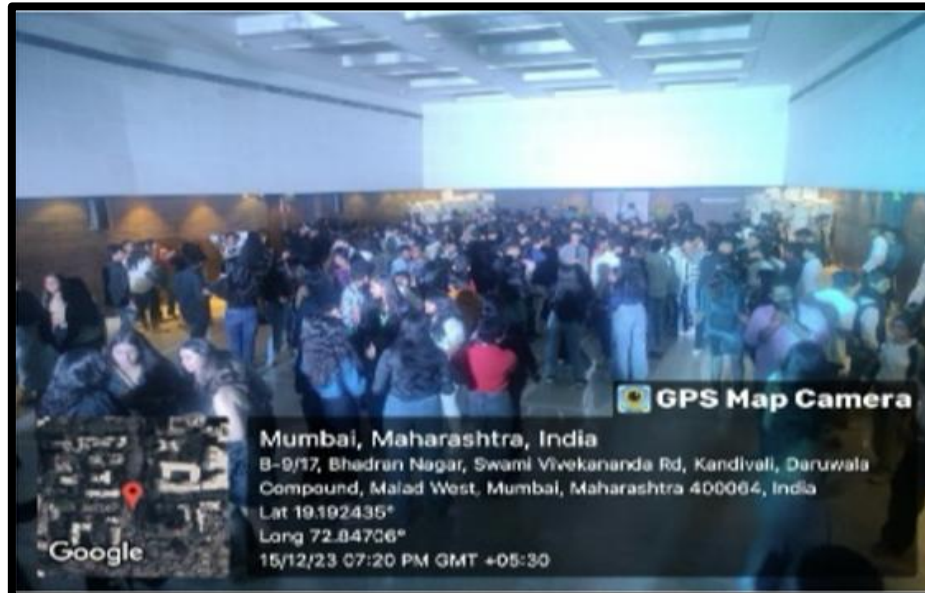 GPS Map Camera
Mumbai, Maharashtra, India
B-9/17, Bhadran Nagar, Swami Vivekananda Rd, Kandivali, Daruwala
Compound, Malad West, Mumbai, Maharashtra 400064, India
Lat 19.192435°
Long 72.84706°
15/12/23 07:20 PM GMT +05:30
Google